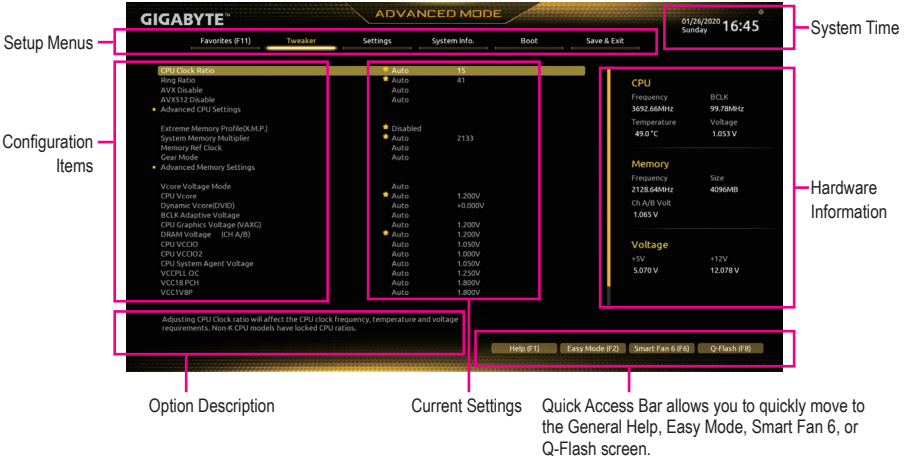 GIGABYTE™
ADVANCED MODE
01/26/2020 16:45
Sunday
System Time
Setup Menus
Favorites (F11) Tweaker Settings System Info. Boot Save & Exit
CPU Clock Ratio Auto 15
Ring Ratio Auto 41
AVX Disable Auto
AVX512 Disable Auto
Advanced CPU Settings
Extreme Memory Profile(X.M.P.) Disabled
System Memory Multiplier Auto 2133
Memory Ref Clock Auto
Gear Mode Auto
Advanced Memory Settings
Vcore Voltage Mode Auto
CPU Vcore Auto 1.200V
Dynamic Vcore(DVID) Auto +0.000V
BCLK Adaptive Voltage Auto
CPU Graphics Voltage (VAXG) Auto 1.200V
DRAM Voltage (CH A/B) Auto 1.200V
CPU VCCIO Auto 1.050V
CPU VCCIO2 Auto 1.000V
CPU System Agent Voltage Auto 1.050V
VCCPLL OC Auto 1.250V
VCC18 PCH Auto 1.800V
VCC1V8P Auto 1.800V
Configuration
Items
CPU
Frequency BCLK
3692.66MHz 99.78MHz
Temperature Voltage
49.0 °C 1.053 V
Memory
Frequency Size
2128.64MHz 4096MB
Ch A/B Volt
1.065 V
Voltage
+5V +12V
5.070 V 12.078 V
Hardware
Information
Adjusting CPU Clock ratio will affect the CPU clock frequency, temperature and voltage
requirements. Non-K CPU models have locked CPU ratios.
Help (F1) Easy Mode (F2) Smart Fan 6 (F6) Q-Flash (F8)
Option Description
Current Settings
Quick Access Bar allows you to quickly move to
the General Help, Easy Mode, Smart Fan 6, or
Q-Flash screen.